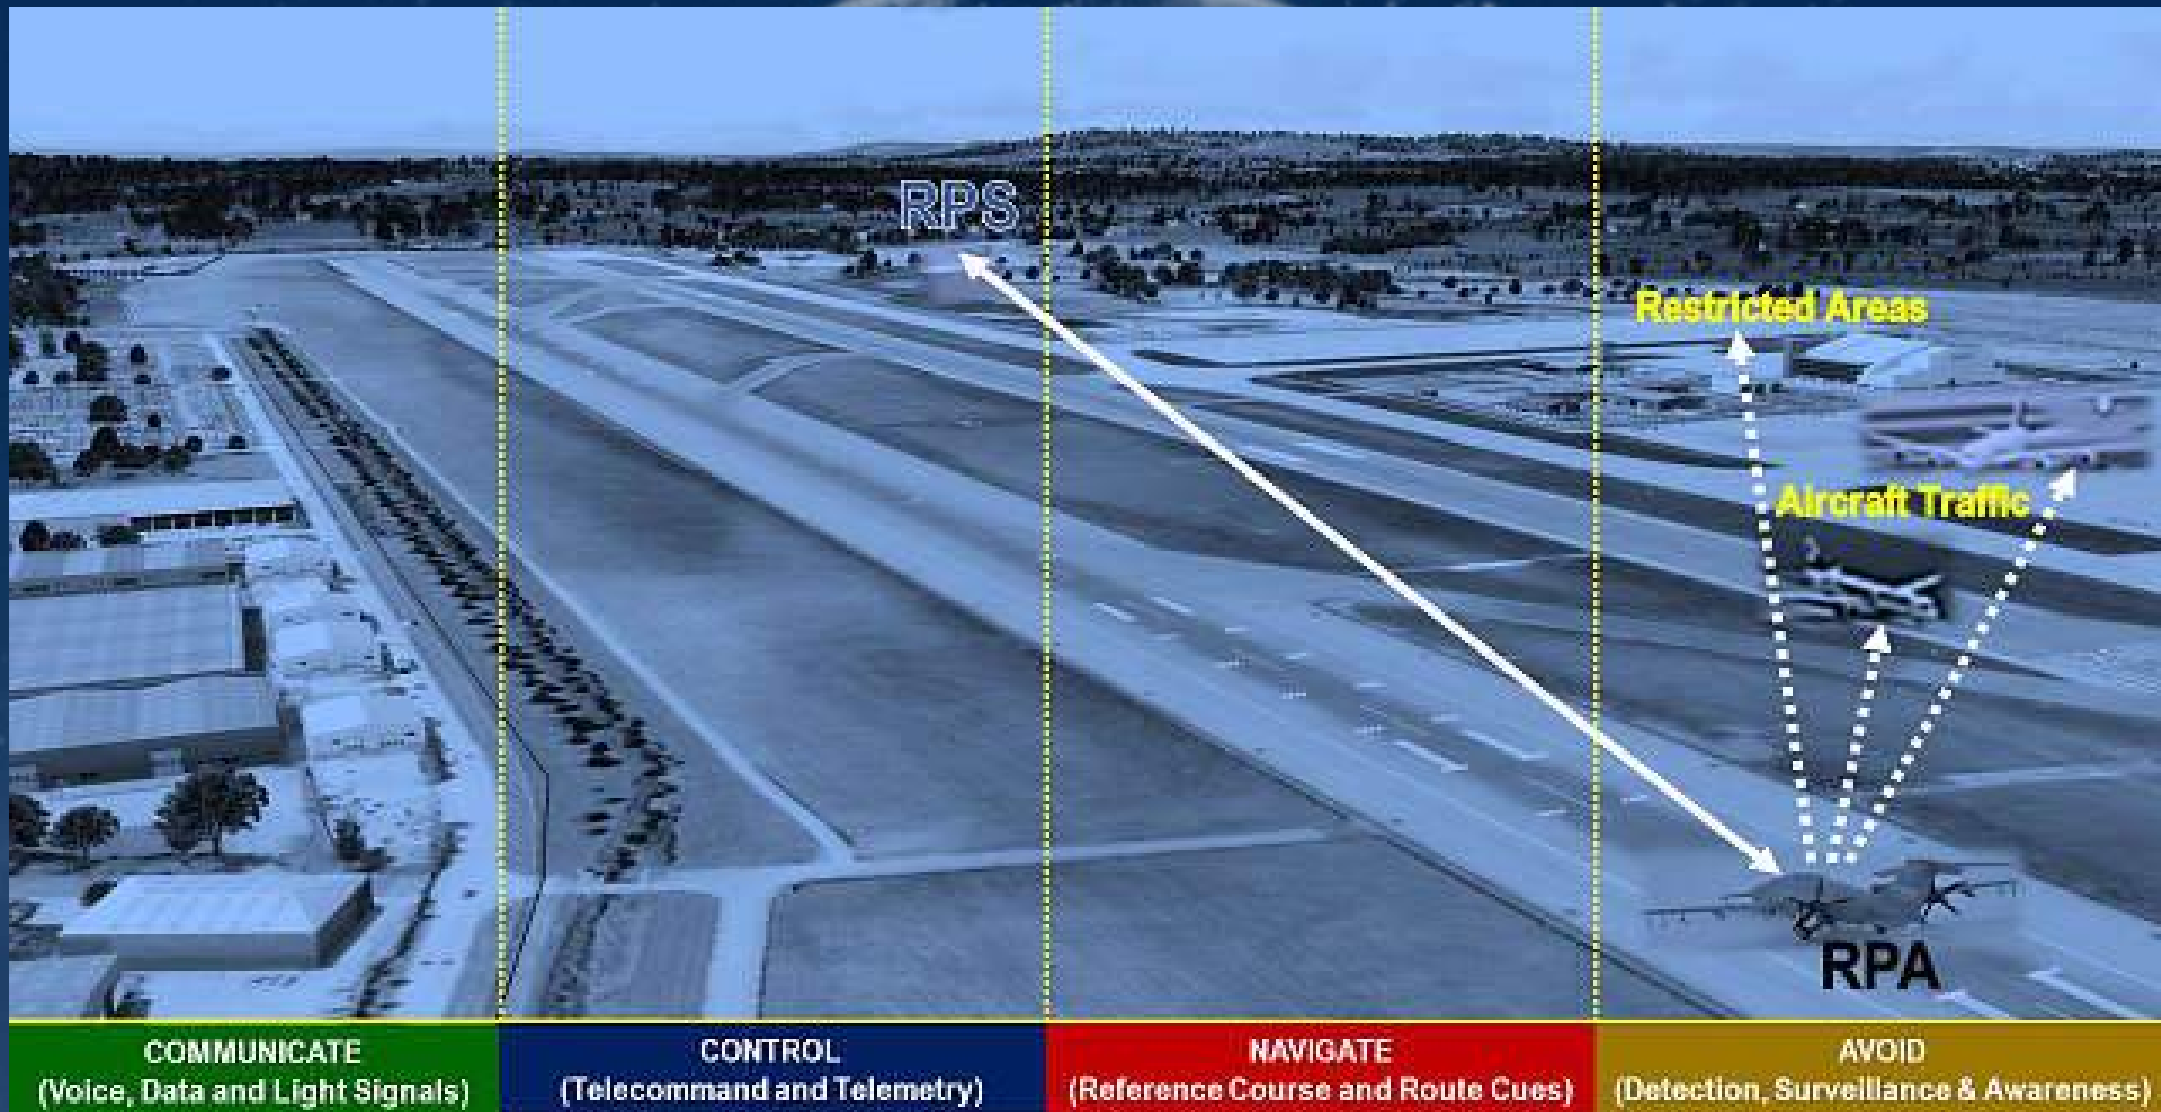 RPS
Restricted Areas
Aircraft Traffic
RPA
COMMUNICATE
(Voice, Data and Light Signals)
CONTROL
(Telecommand and Telemetry)
NAVIGATE
(Reference Course and Route Cues)
AVOID
(Detection, Surveillance & Awareness)